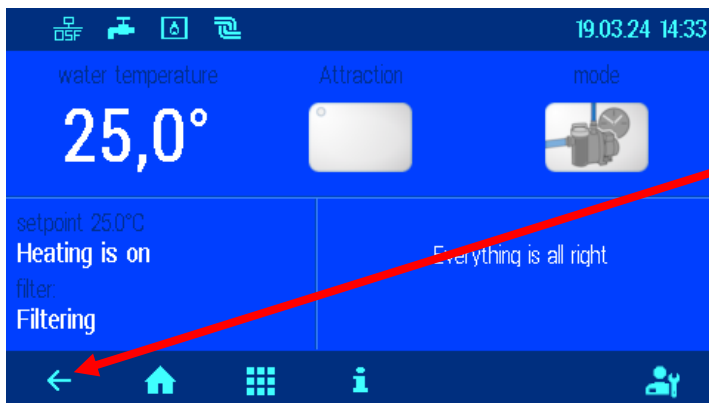 OSF 19.03.24 14:33
water temperature Attraction mode
25,0°
setpoint 25.0°C
Heating is on
Everything is all right
filter:
Filtering